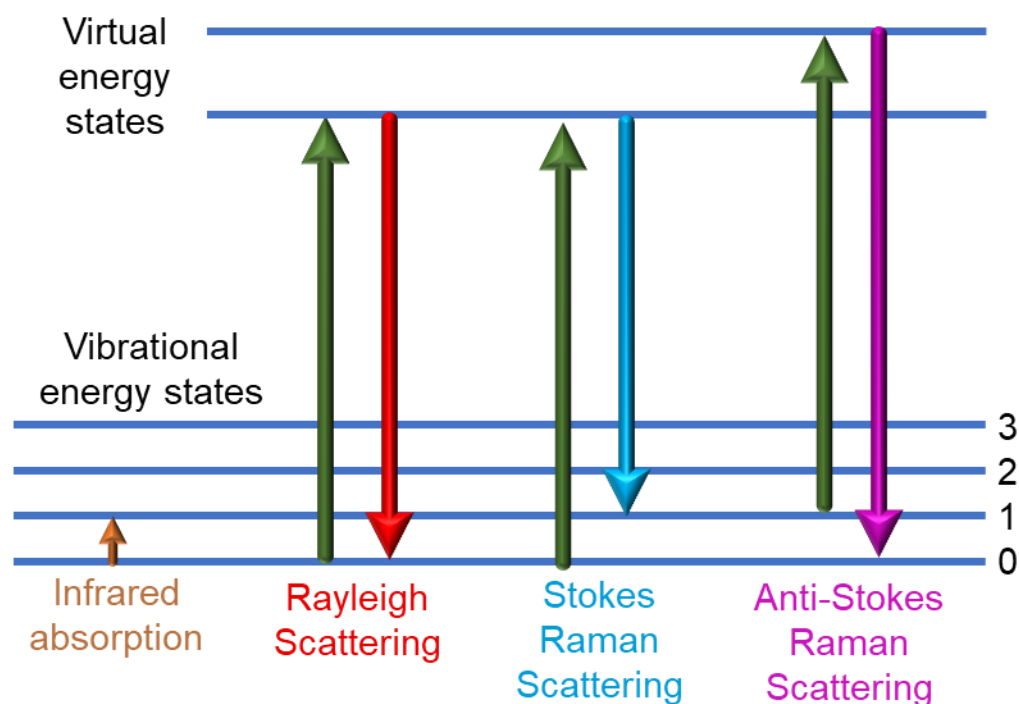 Virtual
energy
states
Vibrational
energy states
3
2
1
0
Infrared
absorption
Rayleigh
Scattering
Stokes
Raman
Scattering
Anti-Stokes
Raman
Scattering